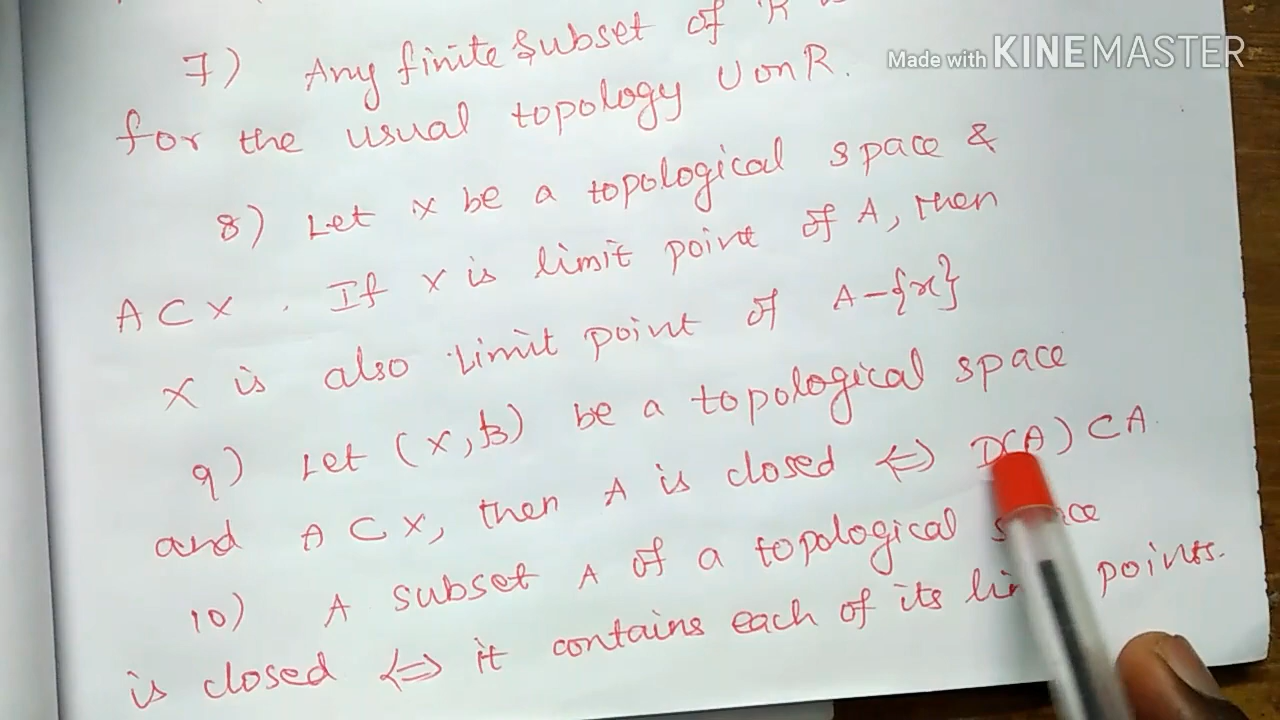 Made with KINEMASTER
7) Any finite subset of R
for the usual topology U on R.
8) Let X be a topological space &
A ⊂ X . If x is limit point of A, then
x is also limit point of A-{x}
9) Let (X, ) be a topological space
and A ⊂ X, then A is closed ⇔ D(A) ⊂ A.
10) A subset A of a topological space
is closed ⇔ it contains each of its points.